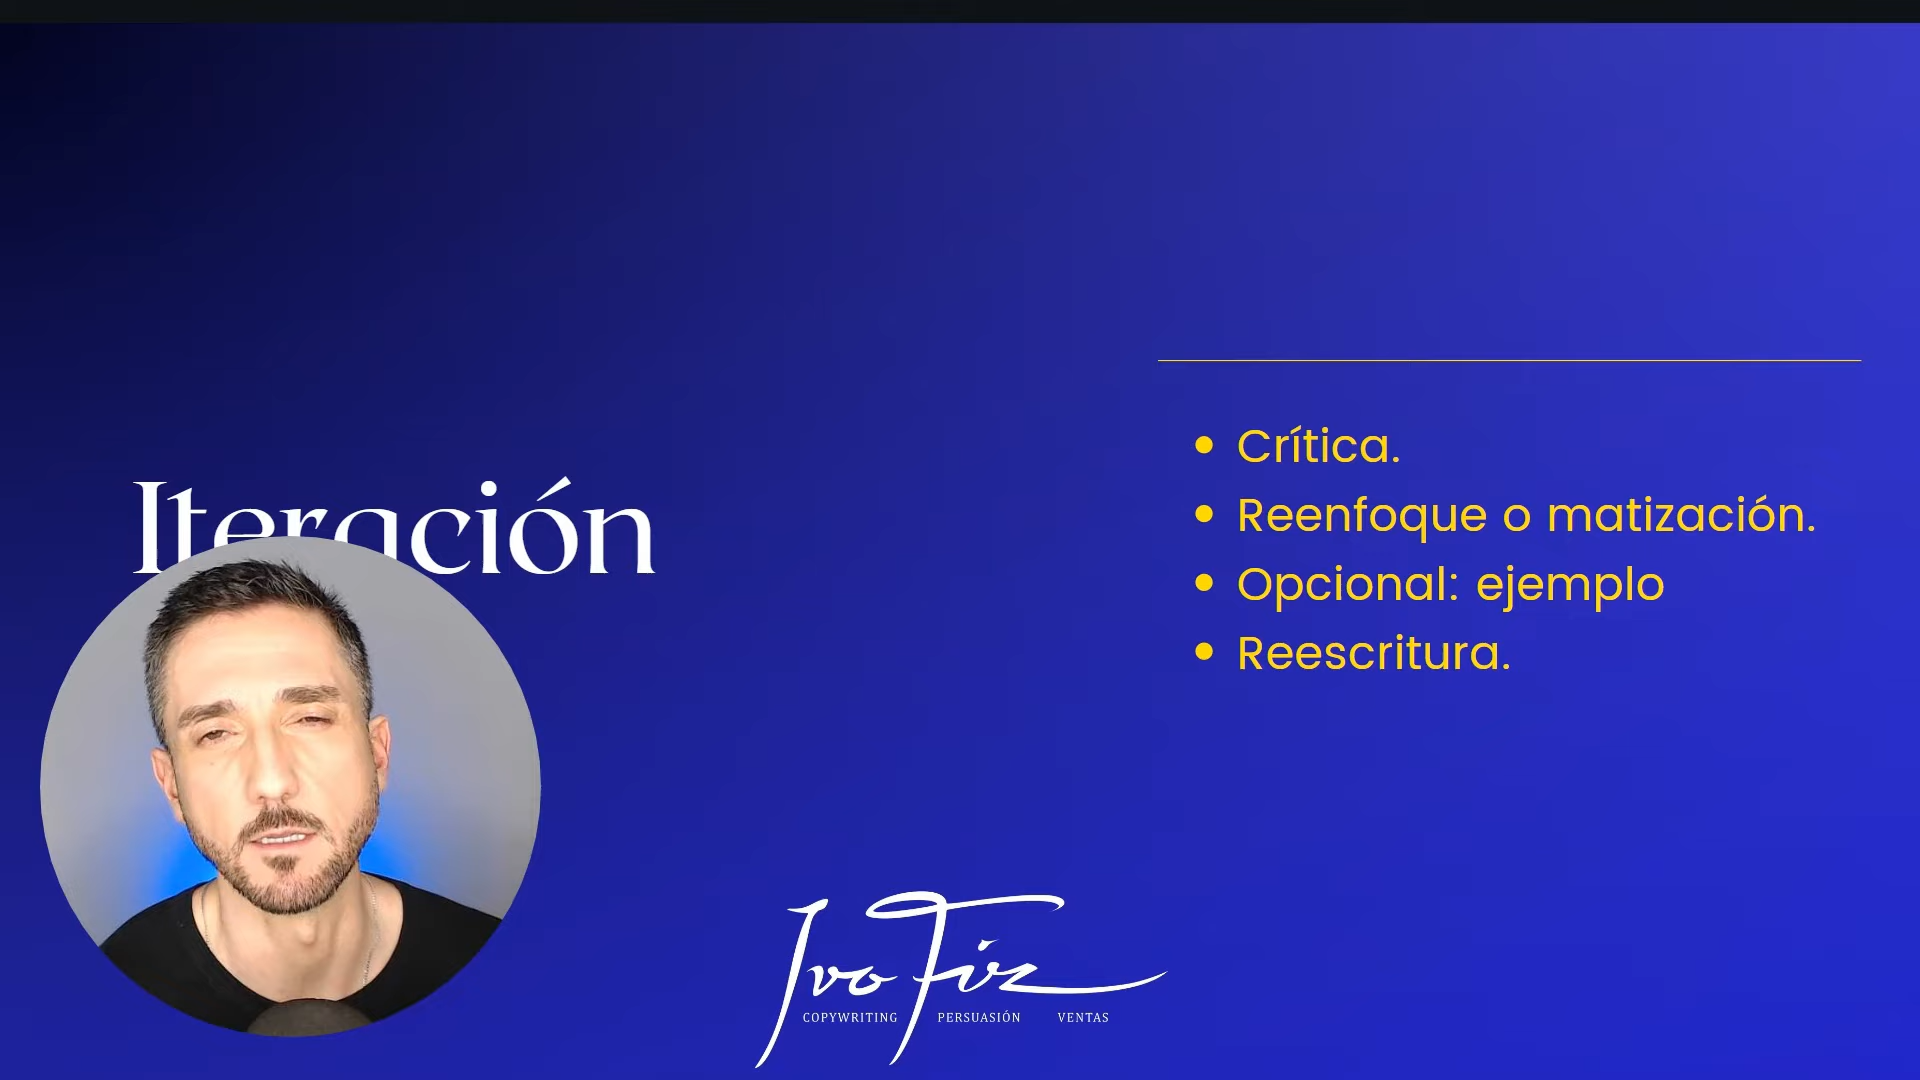 Iteración
Crítica.
Reenfoque o matización.
Opcional: ejemplo
Reescritura.
Ivo Fiz
COPYWRITING PERSUASIÓN VENTAS